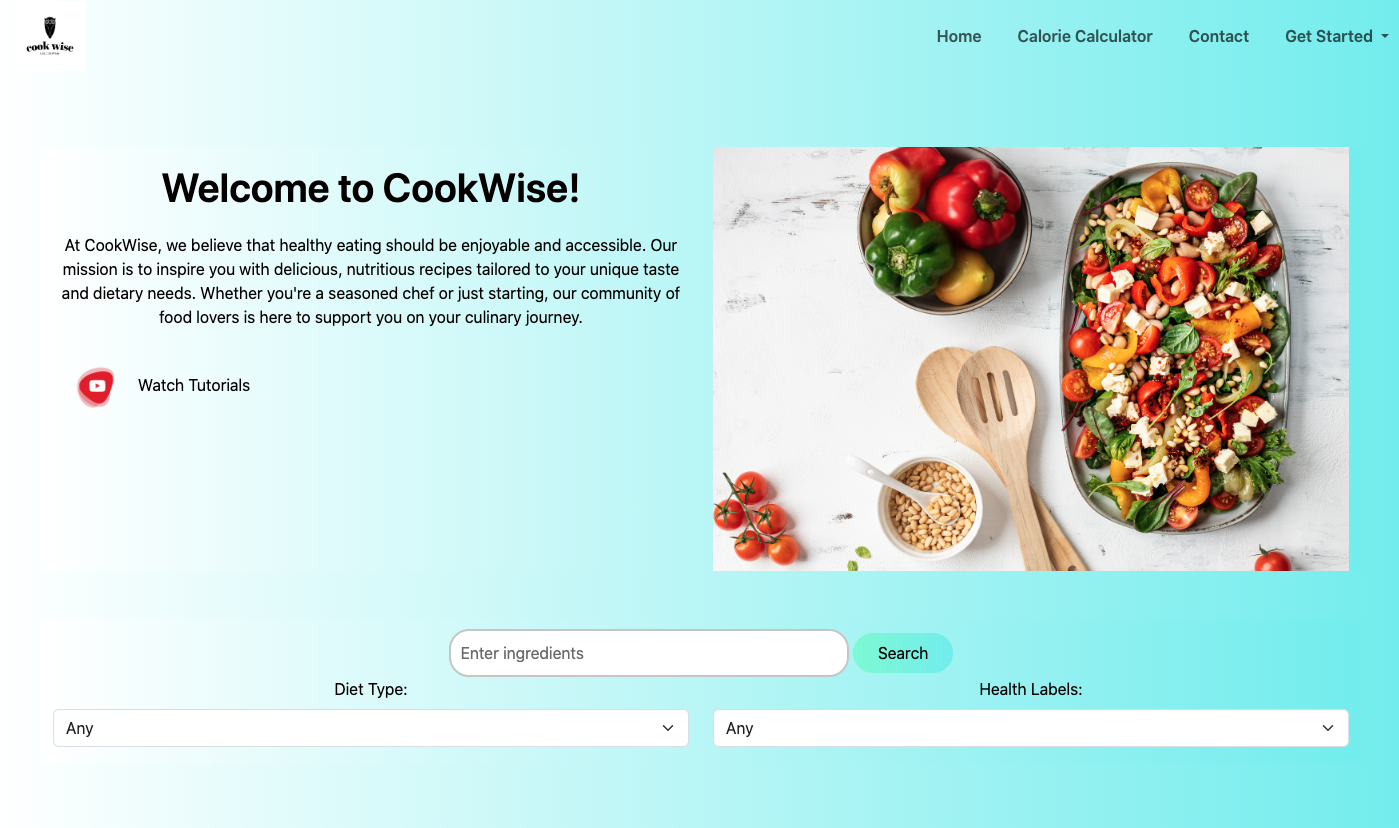 cook wise
Home
Calorie Calculator
Contact
Get Started
Welcome to CookWise!
At CookWise, we believe that healthy eating should be enjoyable and accessible. Our
mission is to inspire you with delicious, nutritious recipes tailored to your unique taste
and dietary needs. Whether you're a seasoned chef or just starting, our community of
food lovers is here to support you on your culinary journey.
Watch Tutorials
Enter ingredients
Search
Diet Type:
Health Labels:
Any
Any